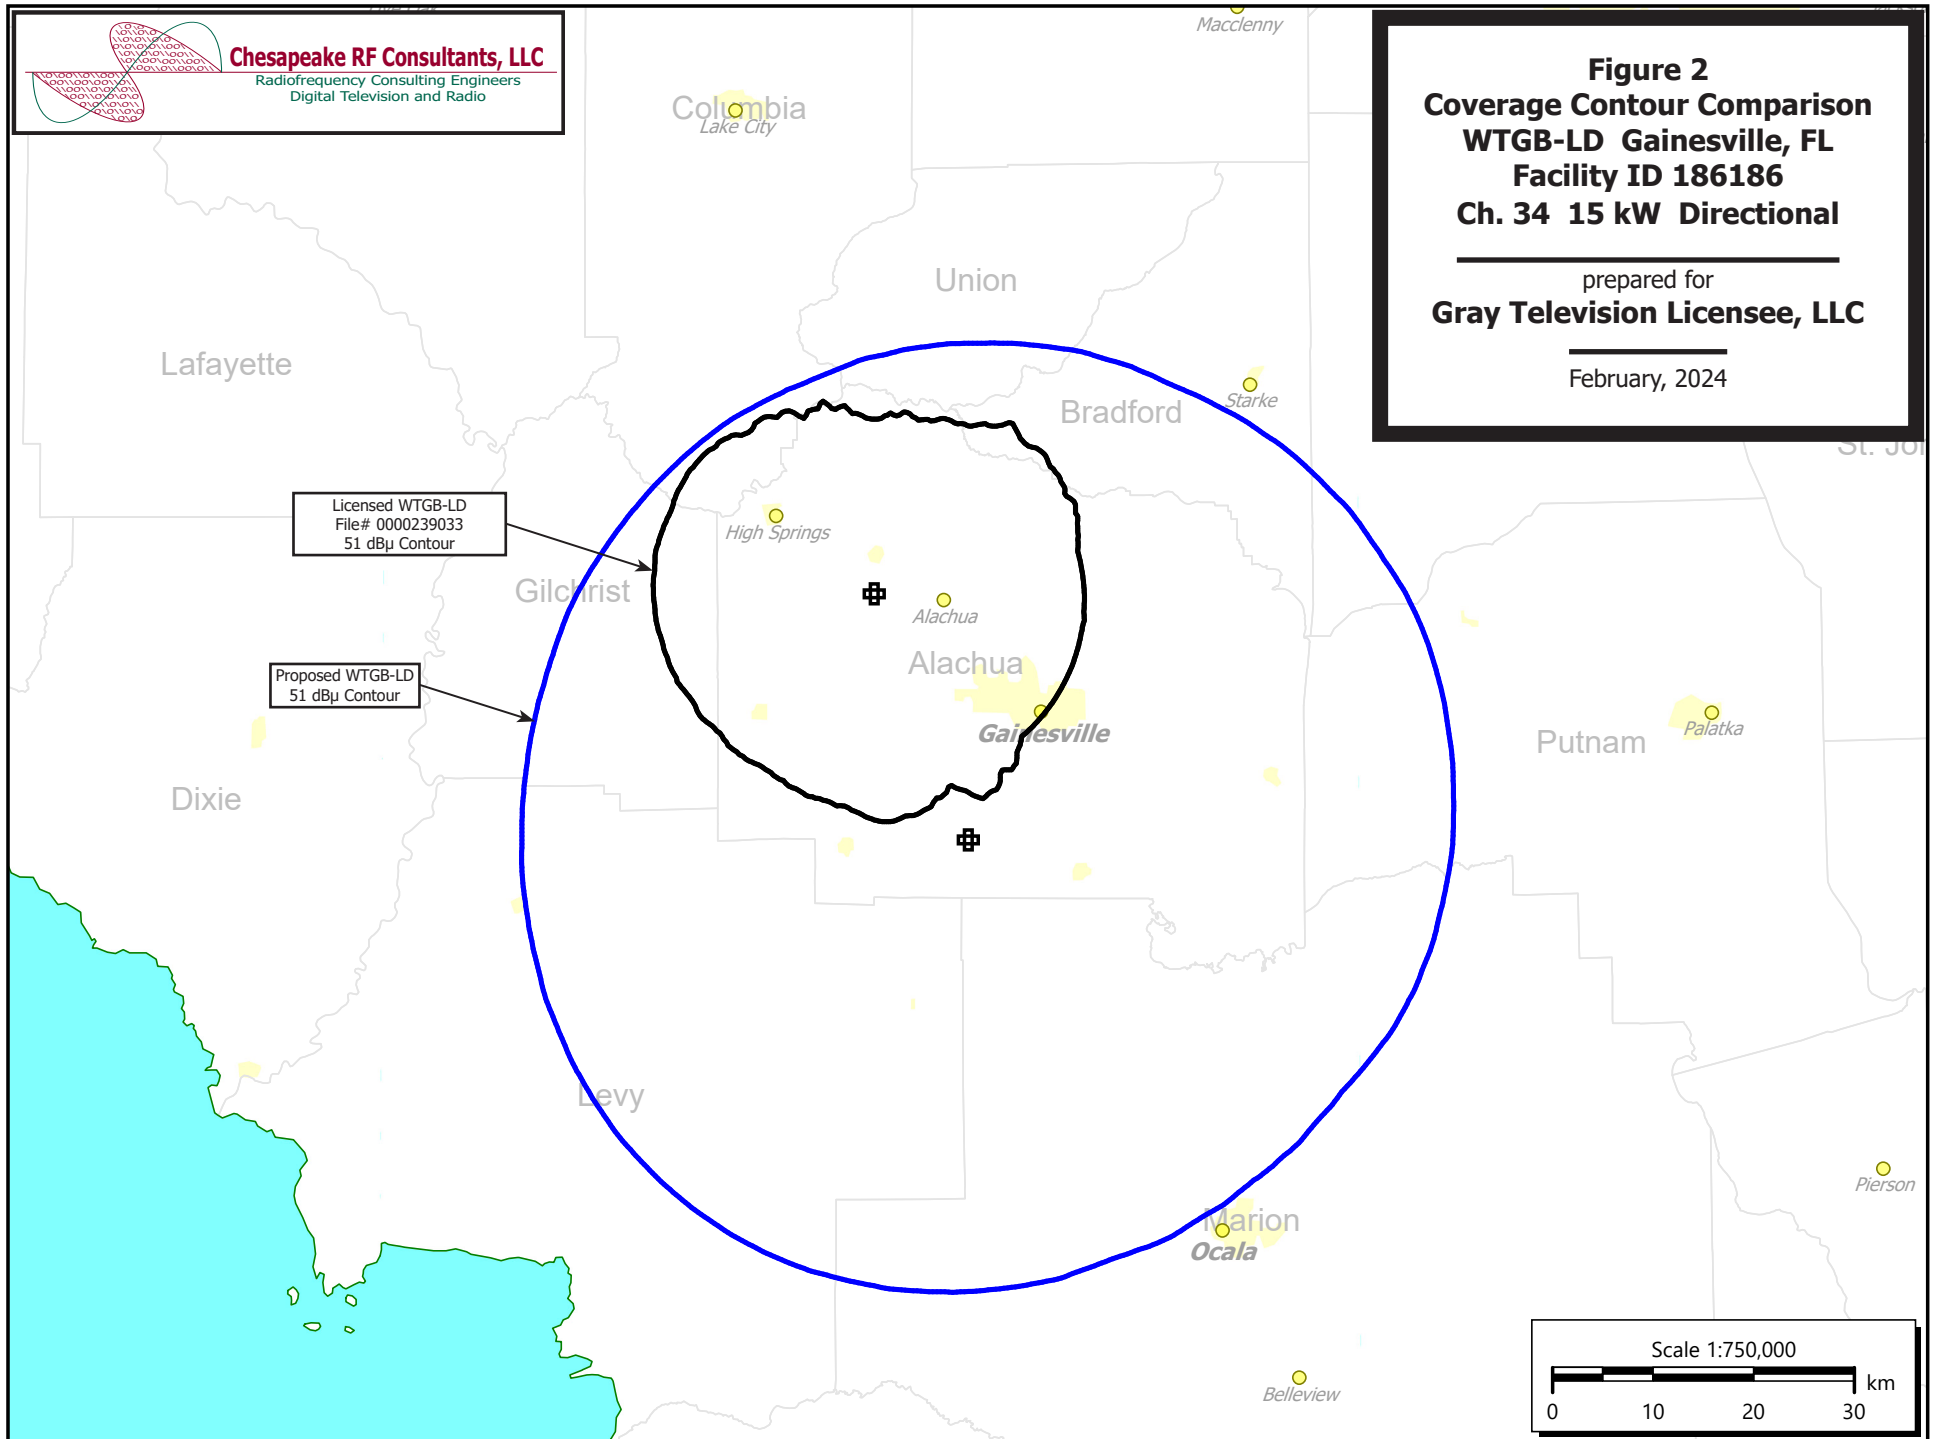 Chesapeake RF Consultants, LLC
Radiofrequency Consulting Engineers
Digital Television and Radio
Figure 2
Coverage Contour Comparison
WTGB-LD Gainesville, FL
Facility ID 186186
Ch. 34 15 kW Directional
prepared for
Gray Television Licensee, LLC
February, 2024
Macclenny
Columbia
Lake City
Union
Lafayette
Bradford
Starke
Licensed WTGB-LD
File# 0000239033
51 dBµ Contour
High Springs
Gilchrist
Alachua
Alachua
Proposed WTGB-LD
51 dBµ Contour
Gainesville
Putnam
Palatka
Dixie
Levy
Pierson
Marion
Ocala
Belleview
Scale 1:750,000
km
0 10 20 30